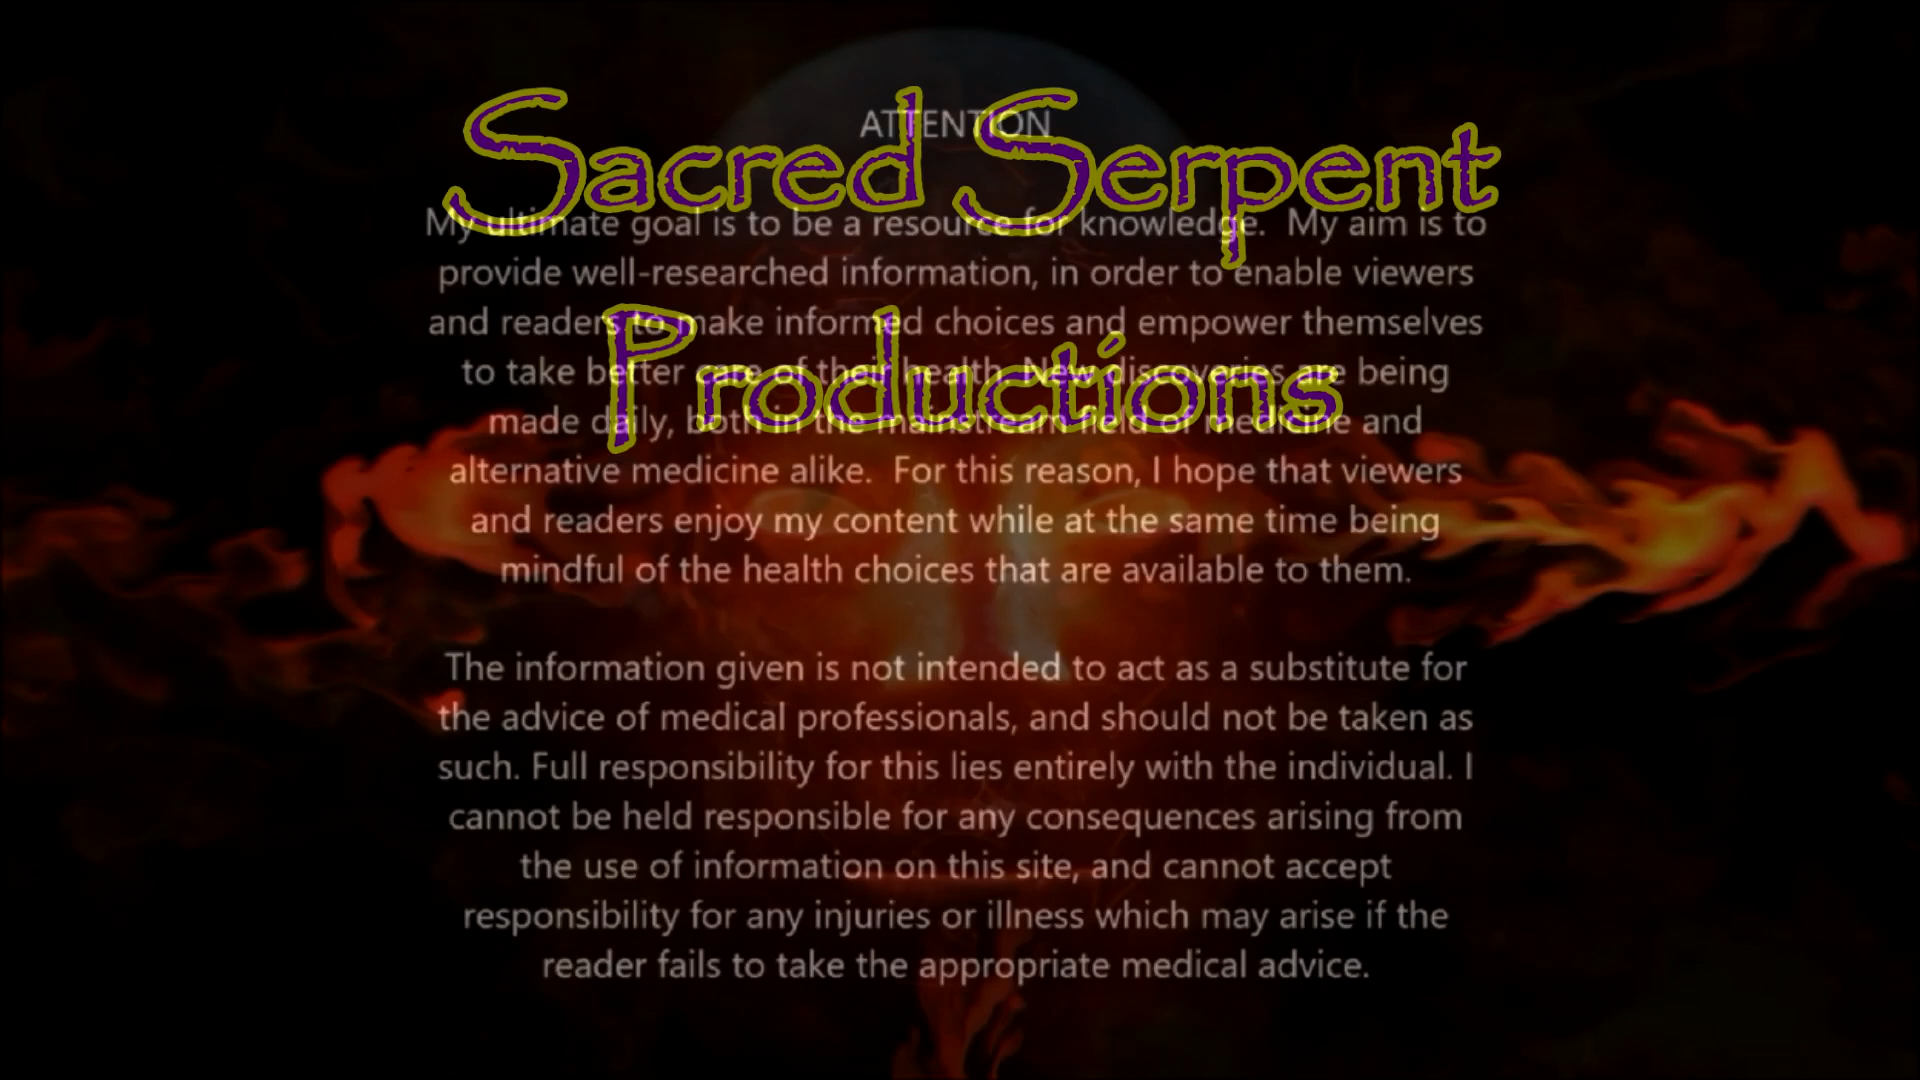 Sacred Serpent
Productions
ATTENTION
My ultimate goal is to be a resource for knowledge.  My aim is to
provide well-researched information, in order to enable viewers
and readers to make informed choices and empower themselves
to take better care of their health. New discoveries are being
made daily, both in the mainstream field of medicine and
alternative medicine alike.  For this reason, I hope that viewers
and readers enjoy my content while at the same time being
mindful of the health choices that are available to them.
The information given is not intended to act as a substitute for
the advice of medical professionals, and should not be taken as
such. Full responsibility for this lies entirely with the individual. I
cannot be held responsible for any consequences arising from
the use of information on this site, and cannot accept
responsibility for any injuries or illness which may arise if the
reader fails to take the appropriate medical advice.